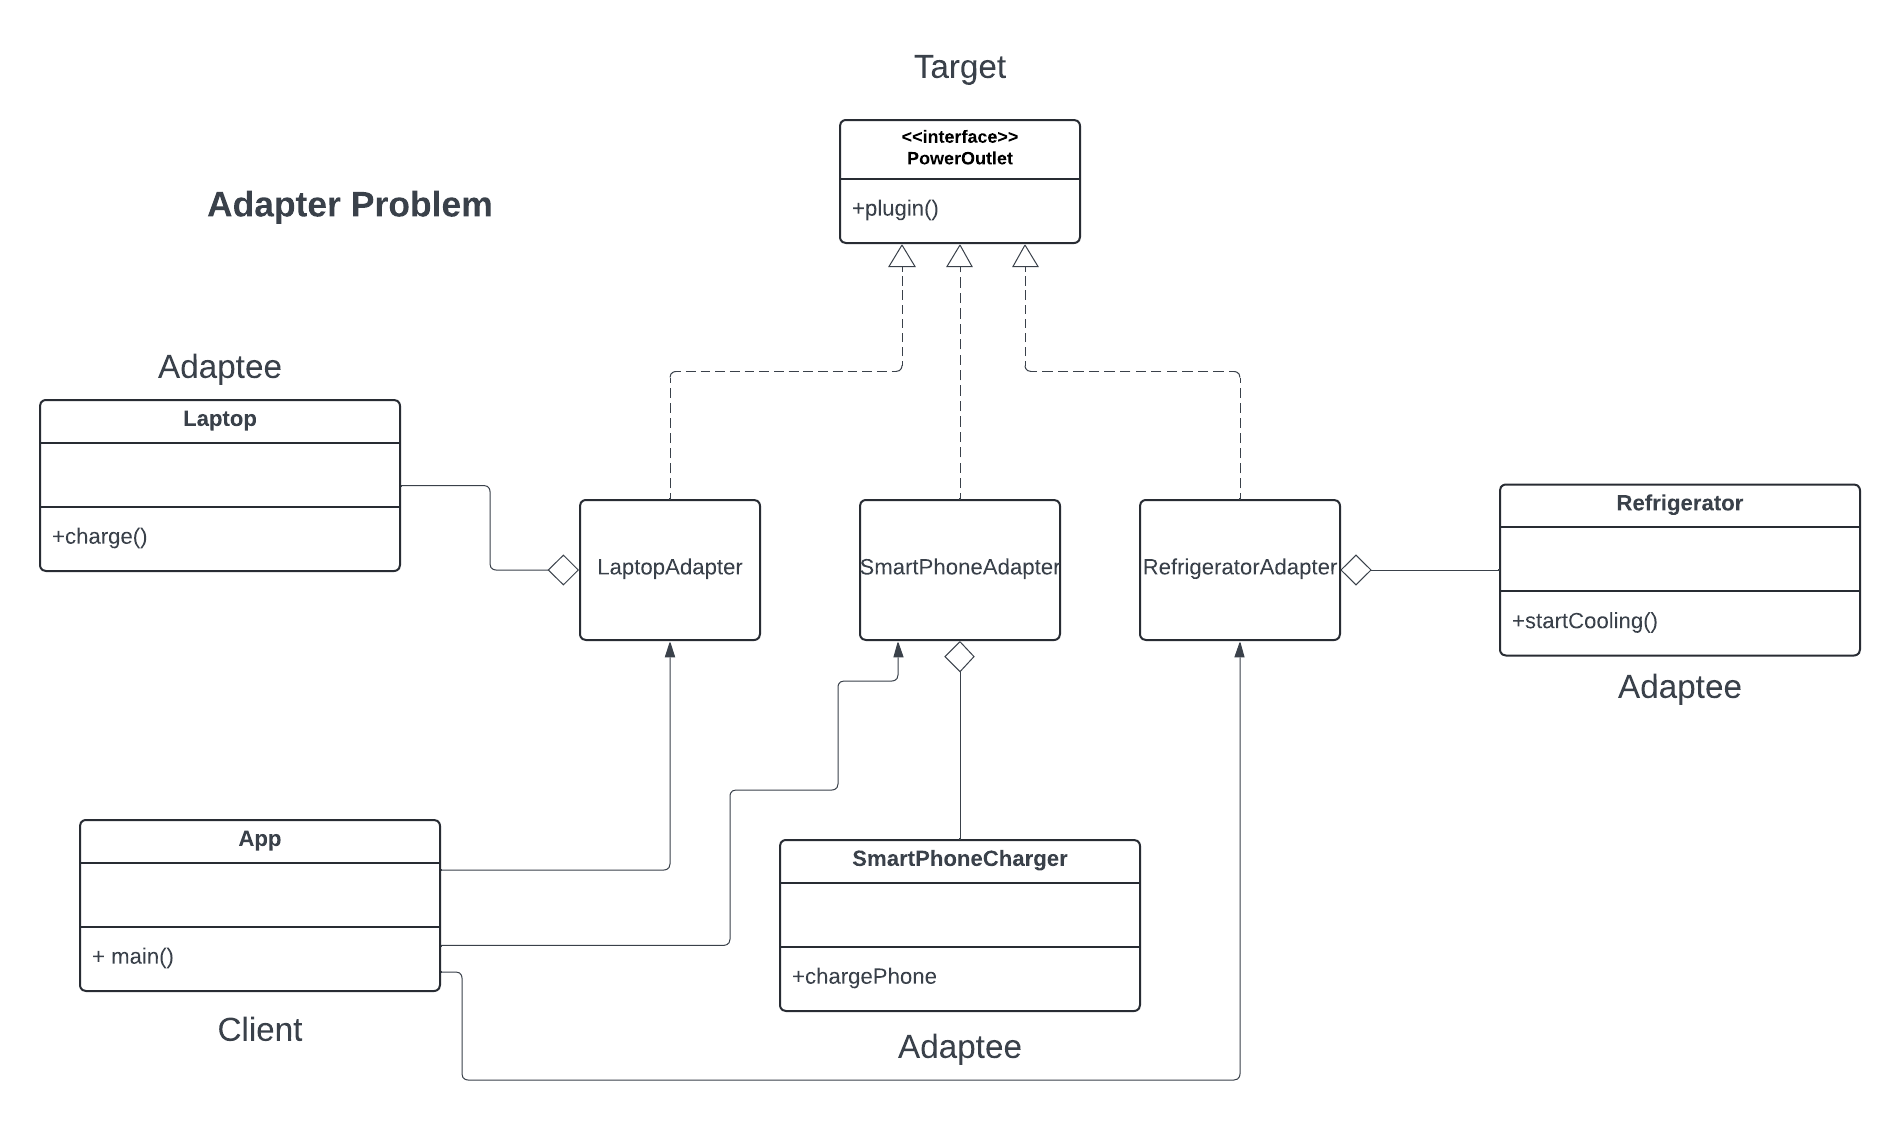 Target
<<interface>>
PowerOutlet
+plugin()
Adapter Problem
Adaptee
Laptop
+charge()
LaptopAdapter
SmartPhoneAdapter
RefrigeratorAdapter
Refrigerator
+startCooling()
Adaptee
App
+ main()
Client
SmartPhoneCharger
+chargePhone
Adaptee